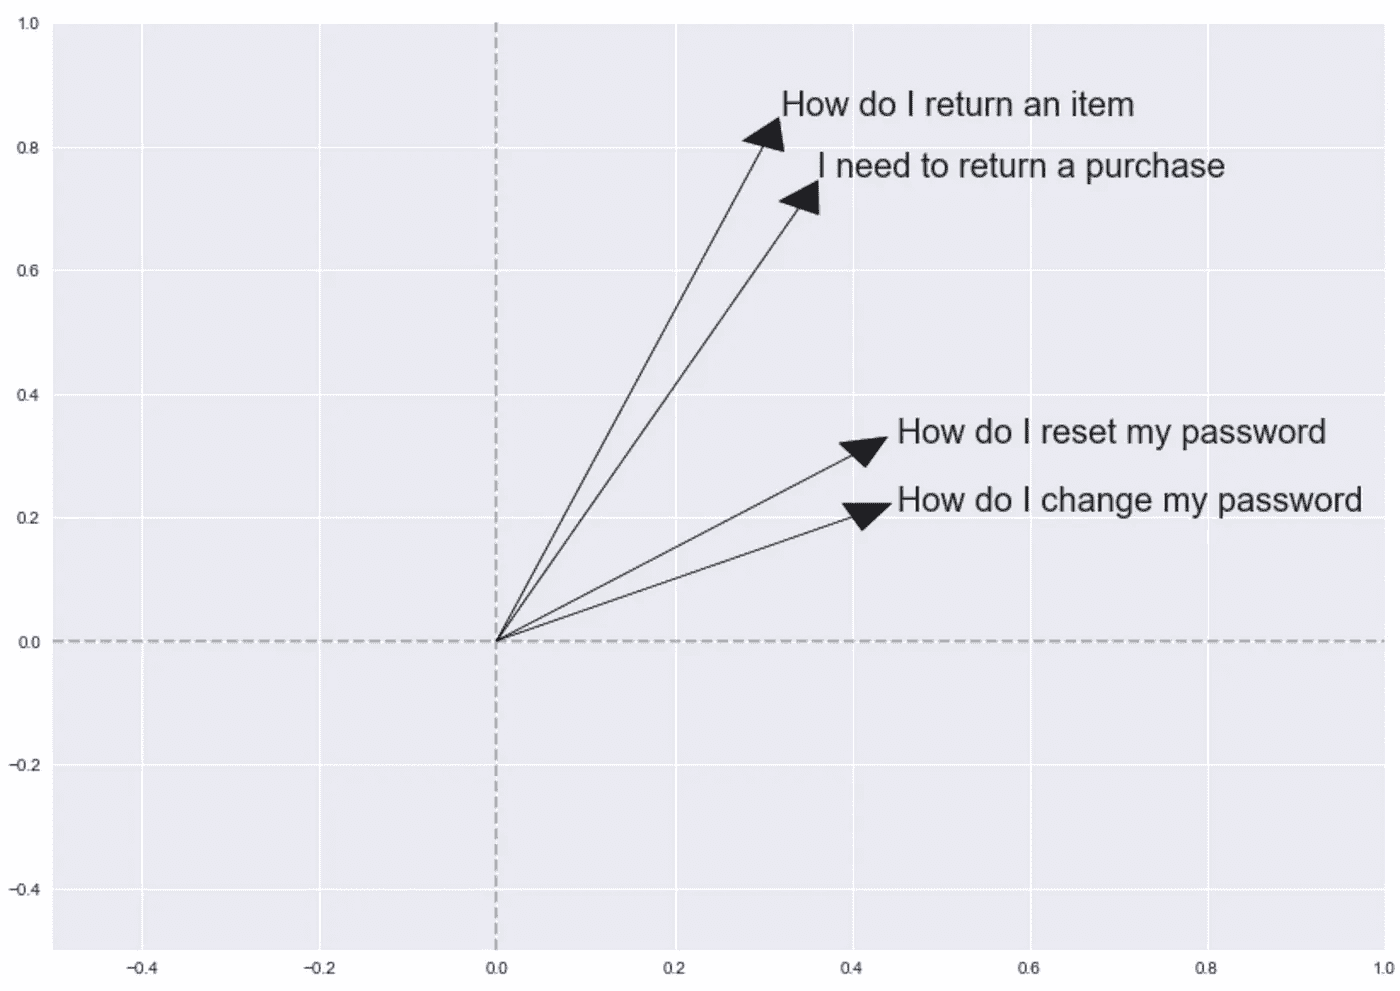 1.0
How do I return an item
0.8
I need to return a purchase
0.6
0.4
How do I reset my password
How do I change my password
0.2
0.0
−0.2
−0.4
−0.4 −0.2 0.0 0.2 0.4 0.6 0.8 1.0